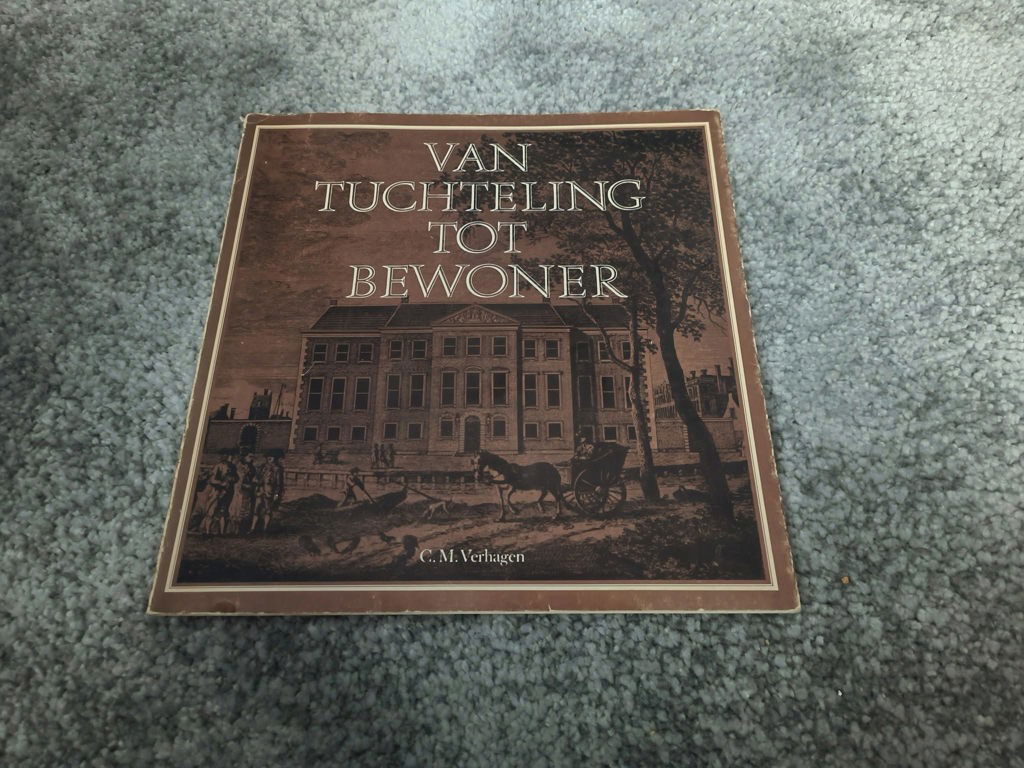 VAN
TUCHTELING
TOT
BEWONER
C. M. Verhagen